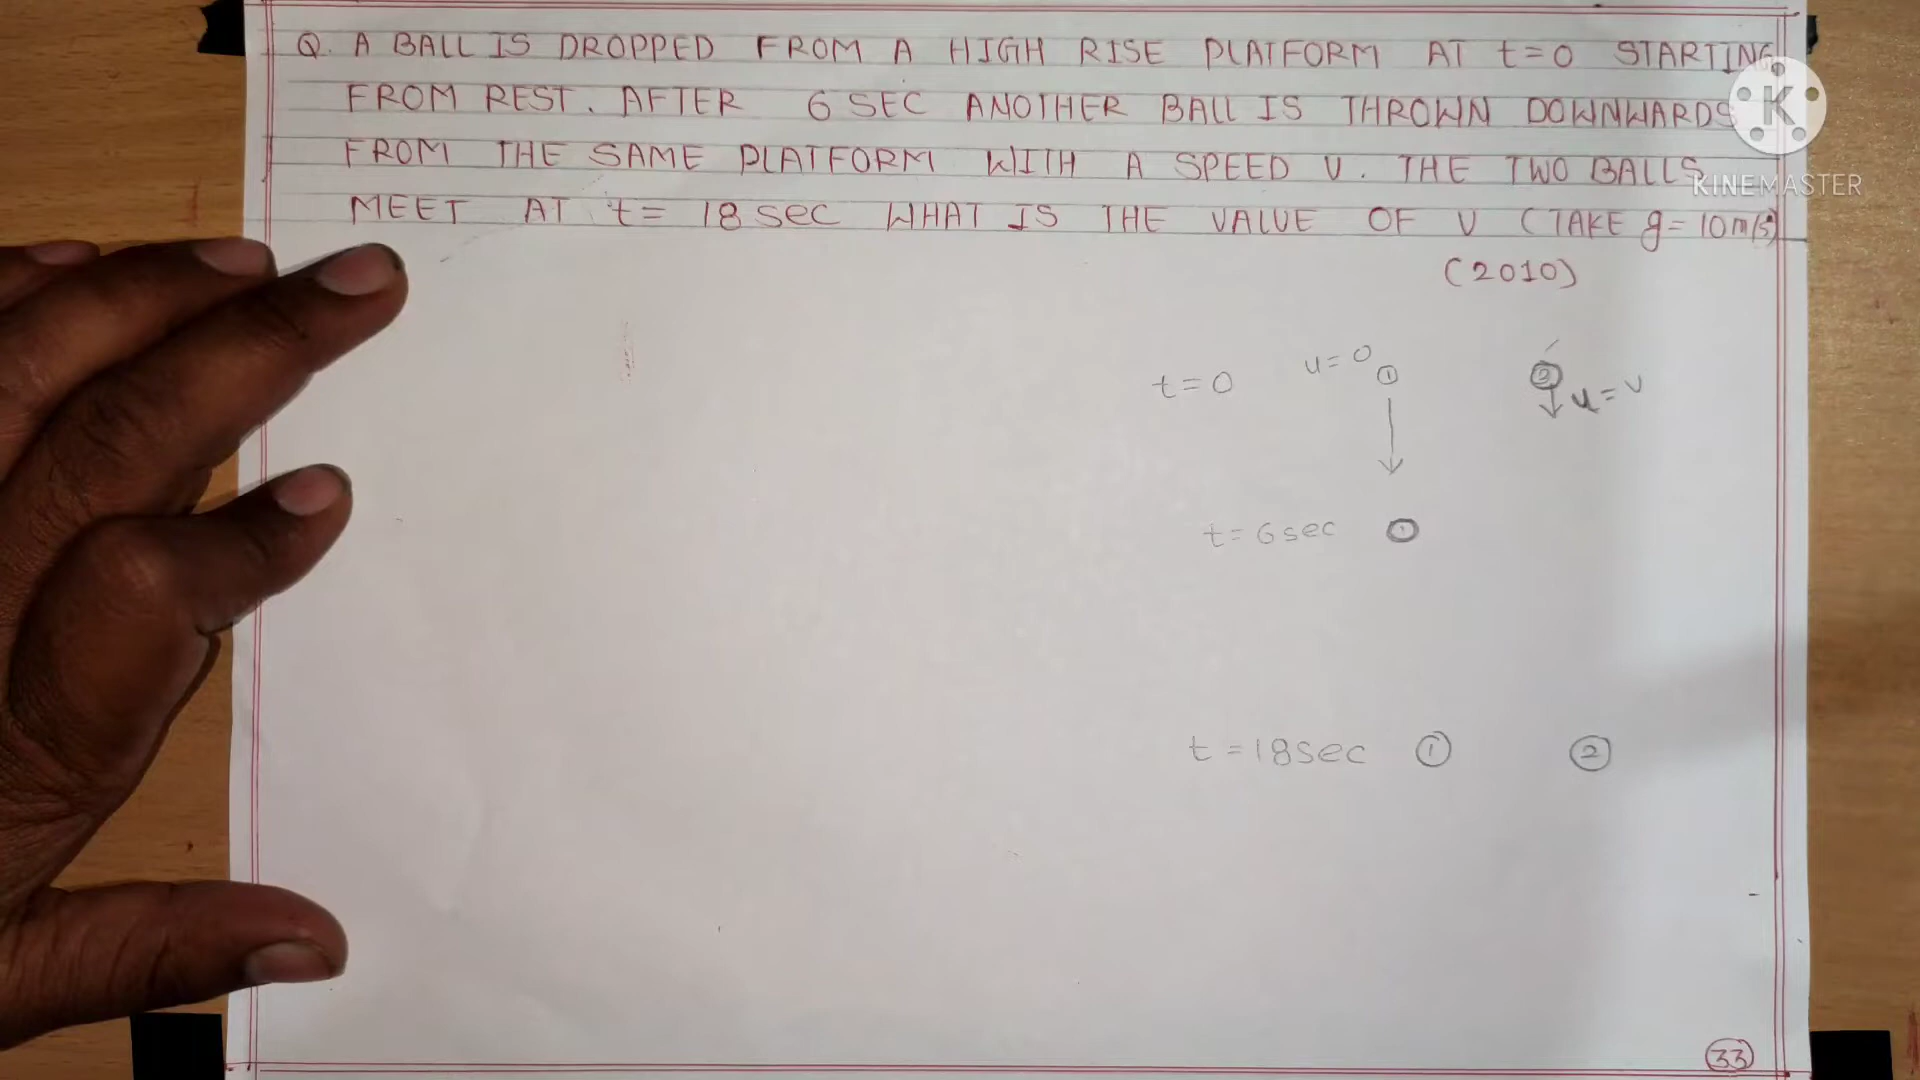 Q. A BALL IS DROPPED FROM A HIGH RISE PLATFORM AT t=0 STARTING
FROM REST. AFTER 6 SEC ANOTHER BALL IS THROWN DOWNWARDS
FROM THE SAME PLATFORM WITH A SPEED V. THE TWO BALLS
MEET AT t= 18 SEC WHAT IS THE VALUE OF V (TAKE g= 10m/s²)
(2010)
K
KINEMASTER
t=0 u=0 ① ② u=v
t=6sec ①
t=18sec ① ②
33